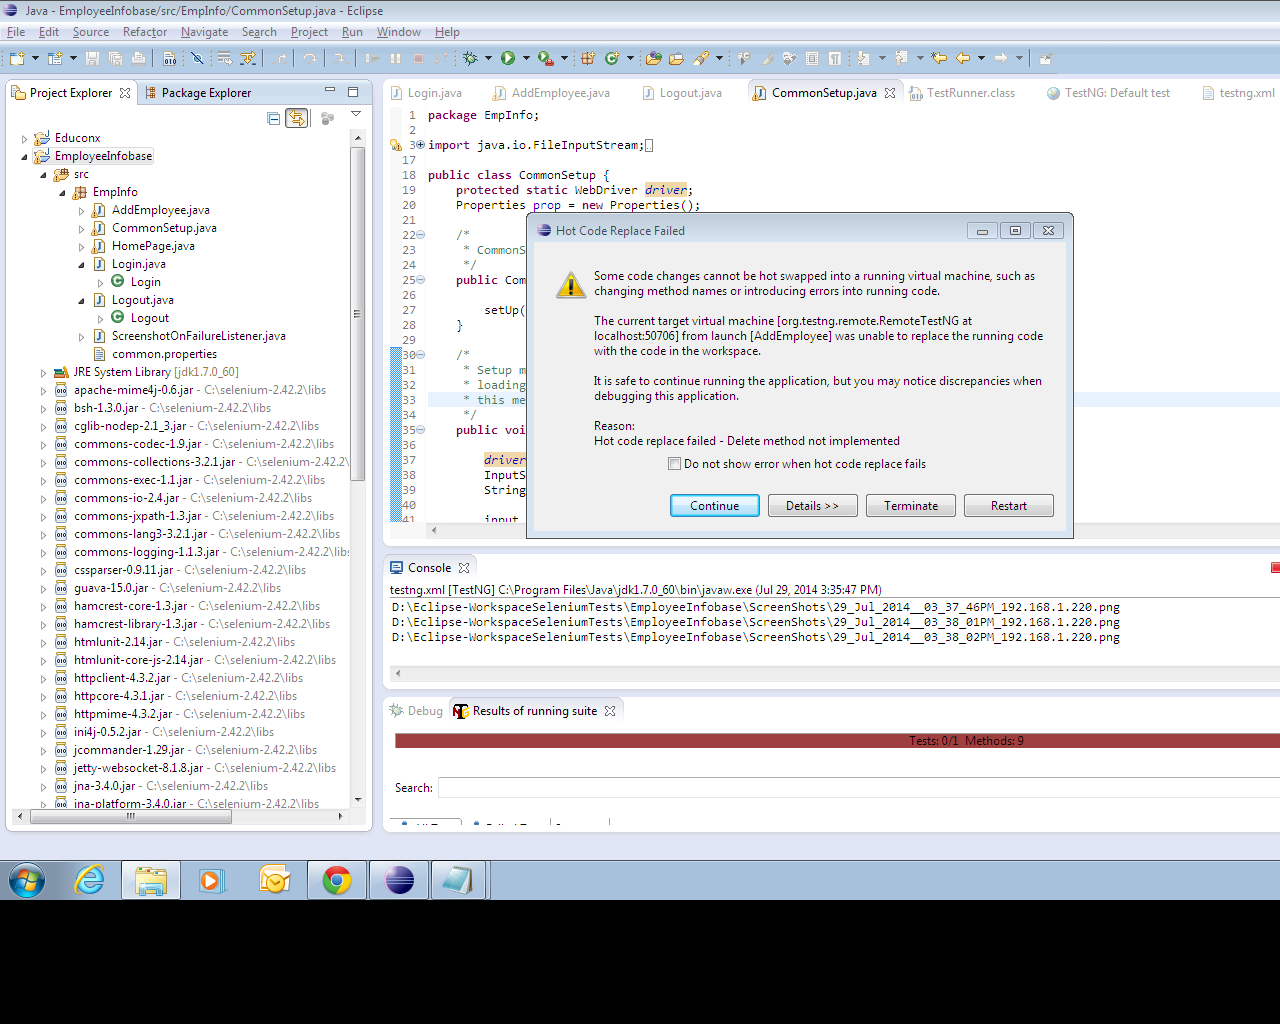 Java - EmployeeInfobase/src/EmpInfo/CommonSetup.java - Eclipse
File Edit Source Refactor Navigate Search Project Run Window Help
Project Explorer Package Explorer
Educonx
EmployeeInfobase
src
EmpInfo
AddEmployee.java
CommonSetup.java
HomePage.java
Login.java
Login
Logout.java
Logout
ScreenshotOnFailureListener.java
common.properties
JRE System Library [jdk1.7.0_60]
apache-mime4j-0.6.jar - C:\selenium-2.42.2\libs
bsh-1.3.0.jar - C:\selenium-2.42.2\libs
cglib-nodep-2.1_3.jar - C:\selenium-2.42.2\libs
commons-codec-1.9.jar - C:\selenium-2.42.2\libs
commons-collections-3.2.1.jar - C:\selenium-2.42.2\
commons-exec-1.1.jar - C:\selenium-2.42.2\libs
commons-io-2.4.jar - C:\selenium-2.42.2\libs
commons-jxpath-1.3.jar - C:\selenium-2.42.2\libs
commons-lang3-3.2.1.jar - C:\selenium-2.42.2\libs
commons-logging-1.1.3.jar - C:\selenium-2.42.2\libs
cssparser-0.9.11.jar - C:\selenium-2.42.2\libs
guava-15.0.jar - C:\selenium-2.42.2\libs
hamcrest-core-1.3.jar - C:\selenium-2.42.2\libs
hamcrest-library-1.3.jar - C:\selenium-2.42.2\libs
htmlunit-2.14.jar - C:\selenium-2.42.2\libs
htmlunit-core-js-2.14.jar - C:\selenium-2.42.2\libs
httpclient-4.3.2.jar - C:\selenium-2.42.2\libs
httpcore-4.3.1.jar - C:\selenium-2.42.2\libs
httpmime-4.3.2.jar - C:\selenium-2.42.2\libs
ini4j-0.5.2.jar - C:\selenium-2.42.2\libs
jcommander-1.29.jar - C:\selenium-2.42.2\libs
jetty-websocket-8.1.8.jar - C:\selenium-2.42.2\libs
jna-3.4.0.jar - C:\selenium-2.42.2\libs
jna-platform-3.4.0.jar - C:\selenium-2.42.2\libs
Login.java AddEmployee.java Logout.java CommonSetup.java TestRunner.class TestNG: Default test testng.xml
1 package EmpInfo;
2
3 import java.io.FileInputStream;
17
18 public class CommonSetup {
19 protected static WebDriver driver;
20 Properties prop = new Properties();
21
22 /*
23 * CommonS
24 */
25 public Com
26
27 setUp(
28 }
29
30 /*
31 * Setup m
32 * loading
33 * this me
34 */
35 public voi
36
37 driver
38 InputS
39 String
40
41 input
Hot Code Replace Failed
Some code changes cannot be hot swapped into a running virtual machine, such as
changing method names or introducing errors into running code.
The current target virtual machine [org.testng.remote.RemoteTestNG at
localhost:50706] from launch [AddEmployee] was unable to replace the running code
with the code in the workspace.
It is safe to continue running the application, but you may notice discrepancies when
debugging this application.
Reason:
Hot code replace failed - Delete method not implemented
Do not show error when hot code replace fails
Continue Details >> Terminate Restart
Console
testng.xml [TestNG] C:\Program Files\Java\jdk1.7.0_60\bin\javaw.exe (Jul 29, 2014 3:35:47 PM)
D:\Eclipse-WorkspaceSeleniumTests\EmployeeInfobase\ScreenShots\29_Jul_2014__03_37_46PM_192.168.1.220.png
D:\Eclipse-WorkspaceSeleniumTests\EmployeeInfobase\ScreenShots\29_Jul_2014__03_38_01PM_192.168.1.220.png
D:\Eclipse-WorkspaceSeleniumTests\EmployeeInfobase\ScreenShots\29_Jul_2014__03_38_02PM_192.168.1.220.png
Debug Results of running suite
Tests: 0/1 Methods: 9
Search: